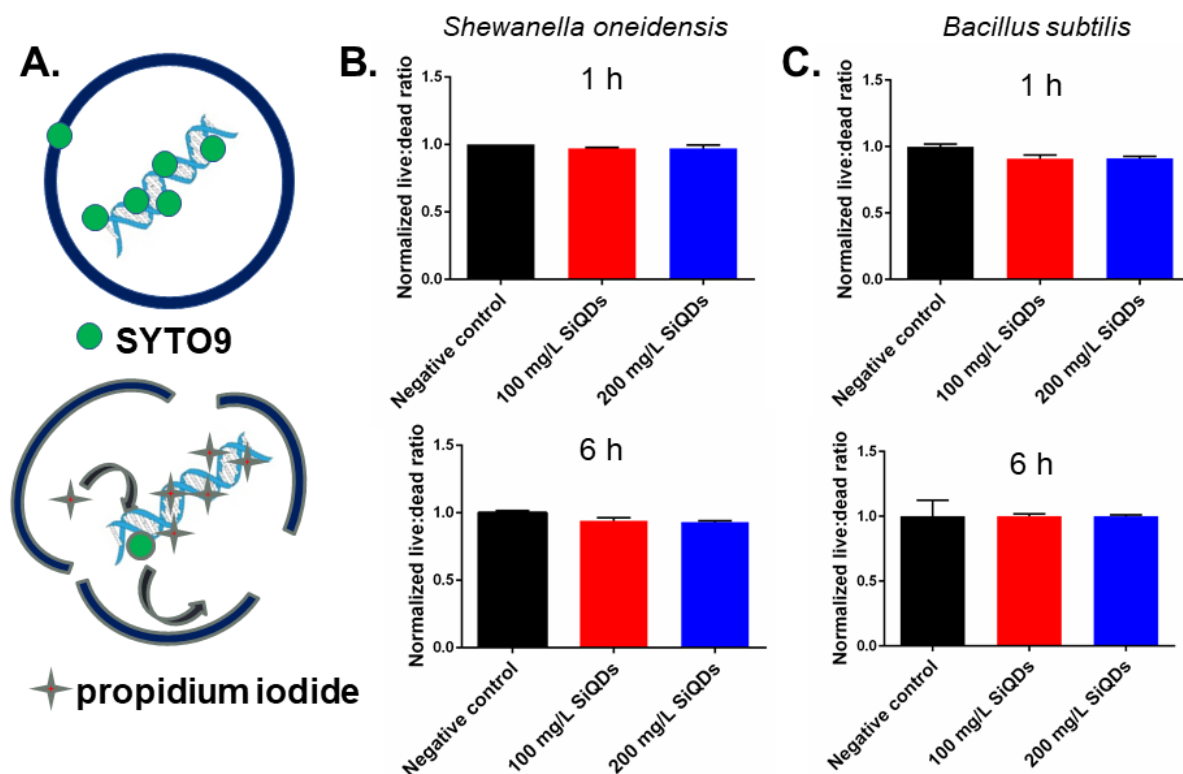 A.
SYTO9
propidium iodide
Shewanella oneidensis
B.
1 h
Normalized live:dead ratio
1.5
1.0
0.5
0.0
Negative control
100 mg/L SiQDs
200 mg/L SiQDs
6 h
Normalized live:dead ratio
1.5
1.0
0.5
0.0
Negative control
100 mg/L SiQDs
200 mg/L SiQDs
Bacillus subtilis
C.
1 h
Normalized live:dead ratio
1.5
1.0
0.5
0.0
Negative control
100 mg/L SiQDs
200 mg/L SiQDs
6 h
Normalized live:dead ratio
1.5
1.0
0.5
0.0
Negative control
100 mg/L SiQDs
200 mg/L SiQDs